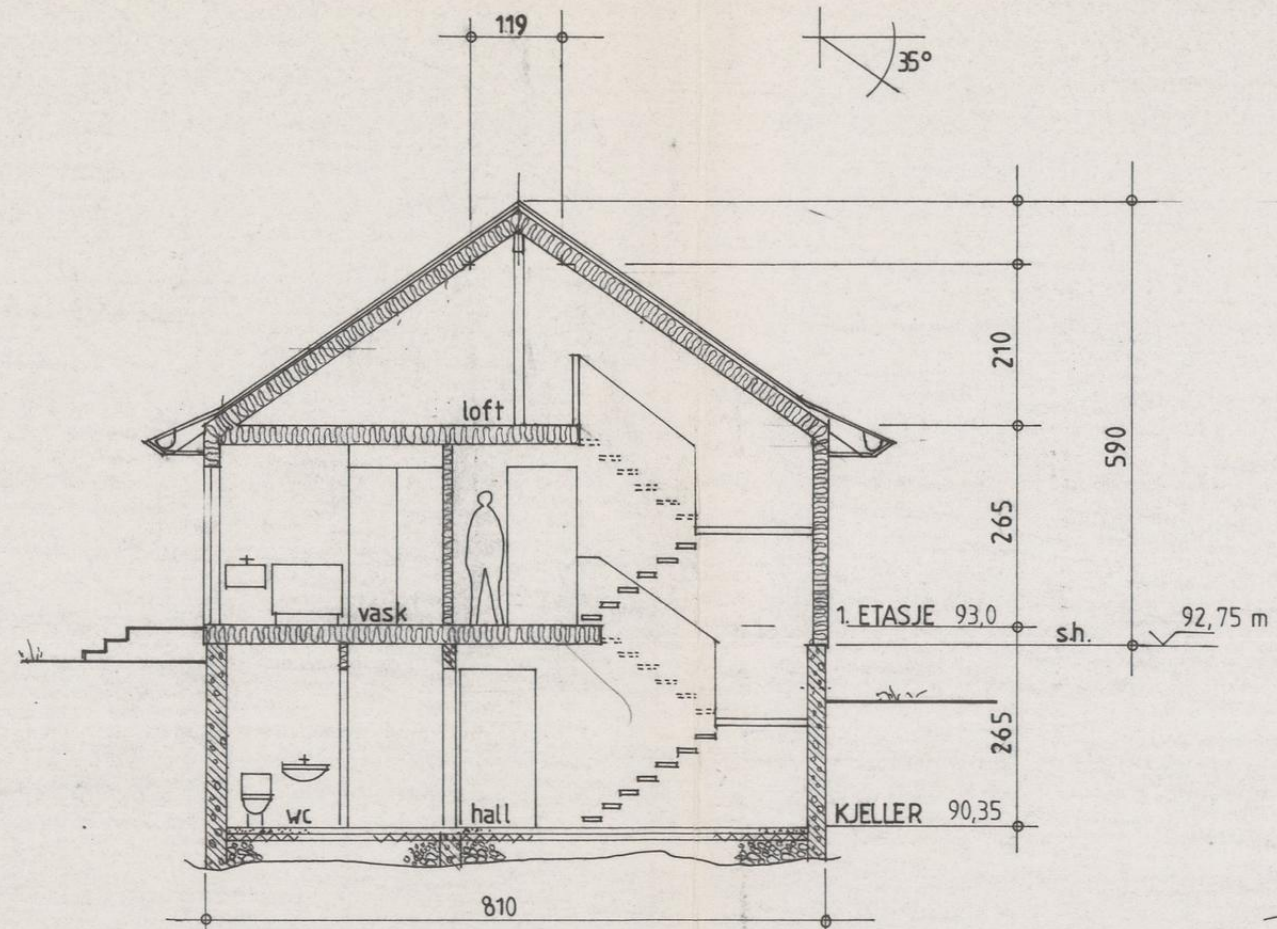 119
35°
210
590
loft
265
vask
1. ETASJE 93,0
s.h.
92,75 m
265
wc
hall
KJELLER 90,35
810